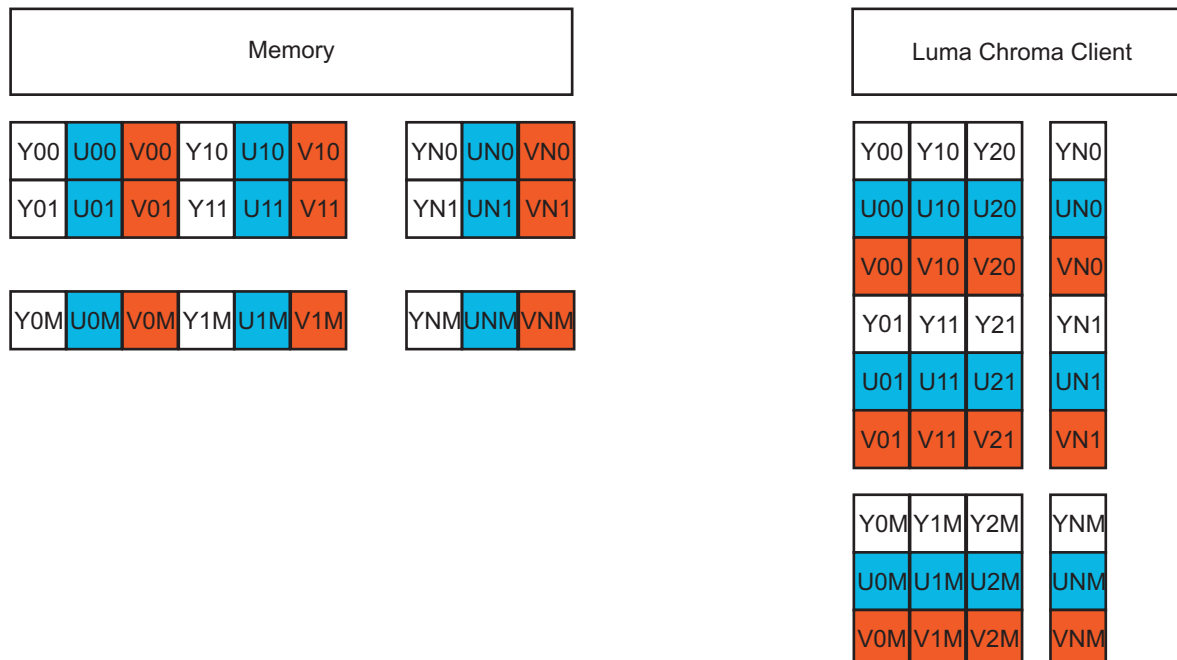 Memory
Luma Chroma Client
Y00 U00 V00 Y10 U10 V10 YN0 UN0 VN0
Y01 U01 V01 Y11 U11 V11 YN1 UN1 VN1
Y0M U0M V0M Y1M U1M V1M YNM UNM VNM
Y00 Y10 Y20 YN0
U00 U10 U20 UN0
V00 V10 V20 VN0
Y01 Y11 Y21 YN1
U01 U11 U21 UN1
V01 V11 V21 VN1
Y0M Y1M Y2M YNM
U0M U1M U2M UNM
V0M V1M V2M VNM